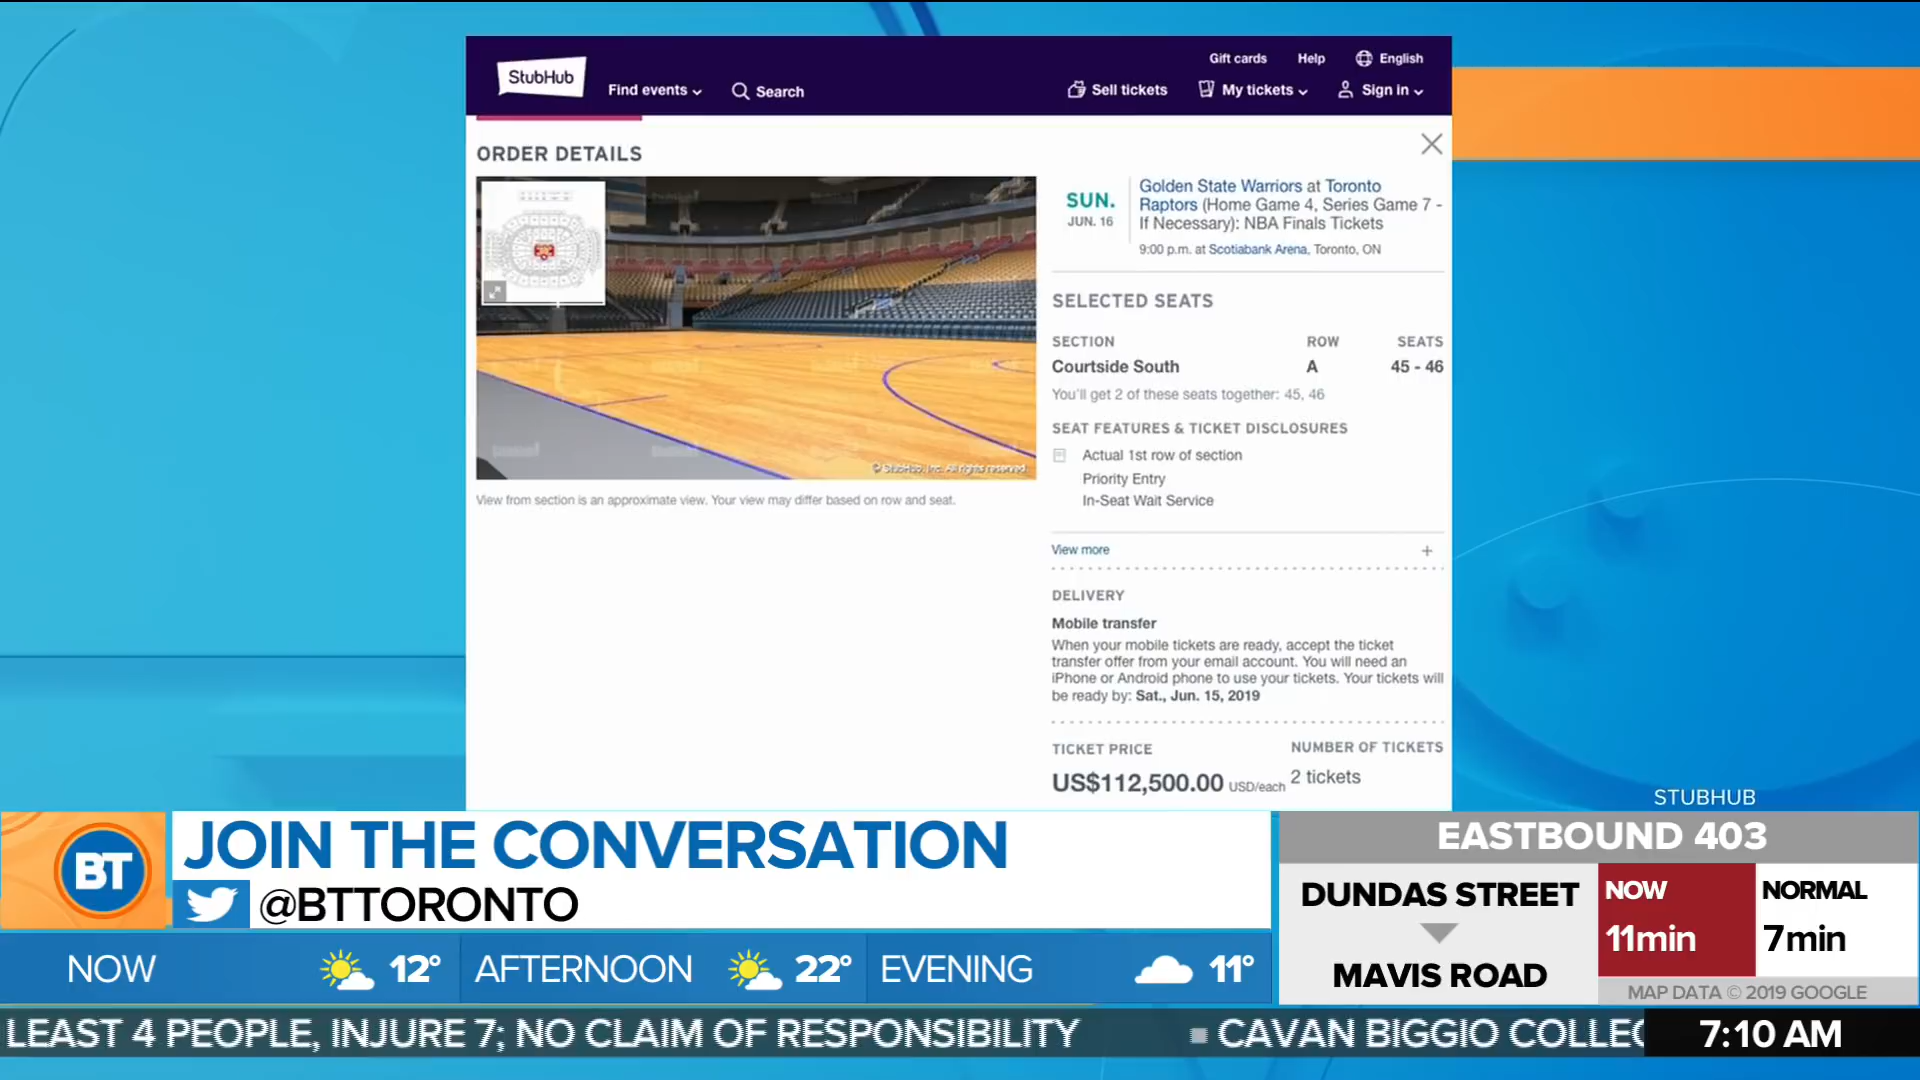 StubHub
Find events
Search
Gift cards
Help
English
Sell tickets
My tickets
Sign in
ORDER DETAILS
© StubHub, Inc. All rights reserved.
View from section is an approximate view. Your view may differ based on row and seat.
SUN.
JUN. 16
Golden State Warriors at Toronto
Raptors (Home Game 4, Series Game 7 -
If Necessary): NBA Finals Tickets
9:00 p.m. at Scotiabank Arena, Toronto, ON
SELECTED SEATS
SECTION ROW SEATS
Courtside South A 45 - 46
You'll get 2 of these seats together: 45, 46
SEAT FEATURES & TICKET DISCLOSURES
Actual 1st row of section
Priority Entry
In-Seat Wait Service
View more +
DELIVERY
Mobile transfer
When your mobile tickets are ready, accept the ticket
transfer offer from your email account. You will need an
iPhone or Android phone to use your tickets. Your tickets will
be ready by: Sat., Jun. 15, 2019
TICKET PRICE NUMBER OF TICKETS
US$112,500.00 USD/each 2 tickets
STUBHUB
BT
JOIN THE CONVERSATION
@BTTORONTO
EASTBOUND 403
DUNDAS STREET
MAVIS ROAD
NOW
11min
NORMAL
7min
MAP DATA © 2019 GOOGLE
NOW 12° AFTERNOON 22° EVENING 11°
LEAST 4 PEOPLE, INJURE 7; NO CLAIM OF RESPONSIBILITY CAVAN BIGGIO COLLEC
7:10 AM